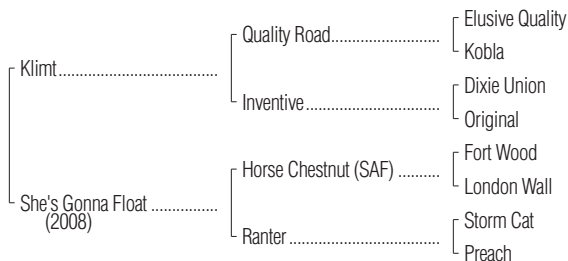 Elusive Quality
Quality Road
Kobla
Klimt
Dixie Union
Inventive
Original
Fort Wood
Horse Chestnut (SAF)
London Wall
She's Gonna Float
(2008)
Storm Cat
Ranter
Preach